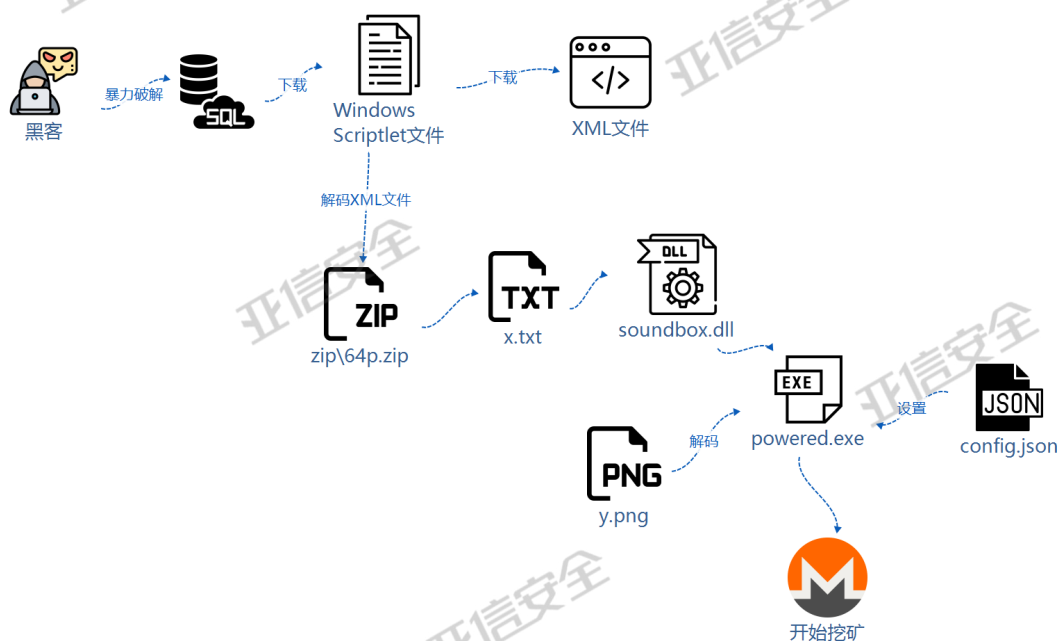 亚信安全
黑客
暴力破解
SQL
下载
Windows
Scriptlet文件
下载
XML文件
解码XML文件
亚信安全
ZIP
zip\64p.zip
TXT
x.txt
DLL
soundbox.dll
EXE
powered.exe
亚信安全
设置
JSON
config.json
解码
PNG
y.png
亚信安全
开始挖矿